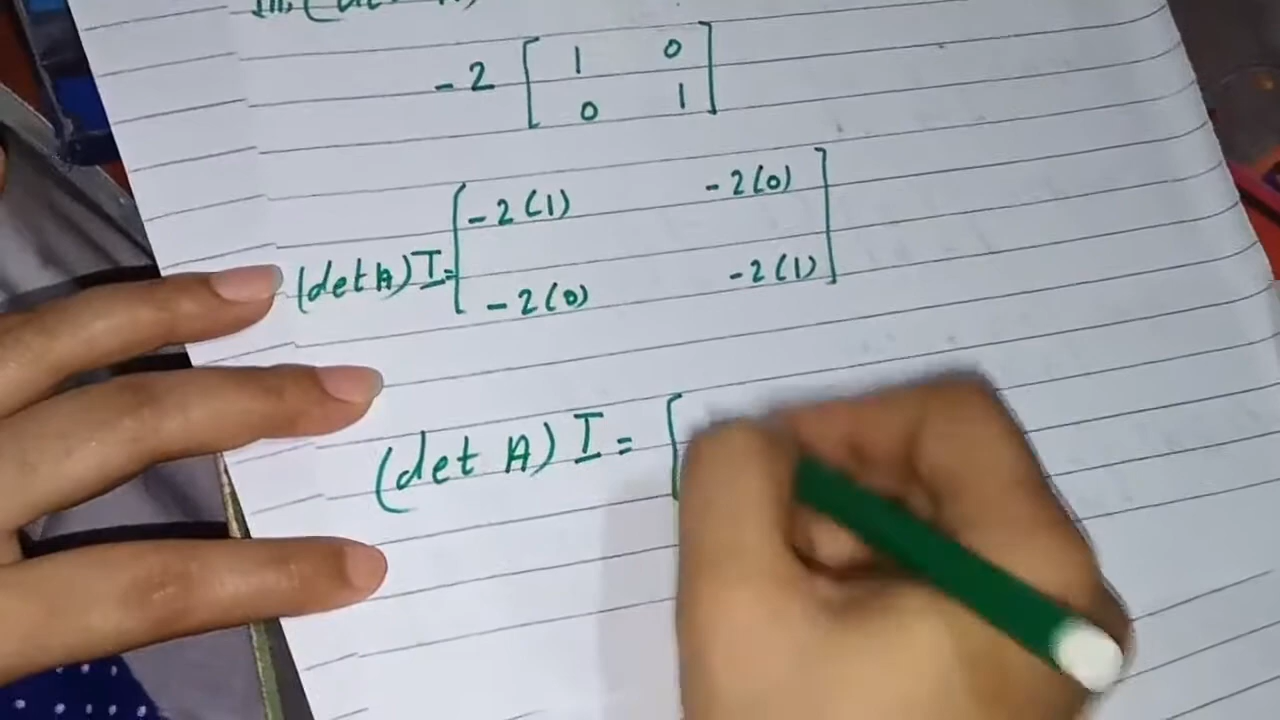 -2 [ 1 0
0 1 ]
(det A) I = [ -2(1) -2(0)
-2(0) -2(1) ]
(det A) I = [